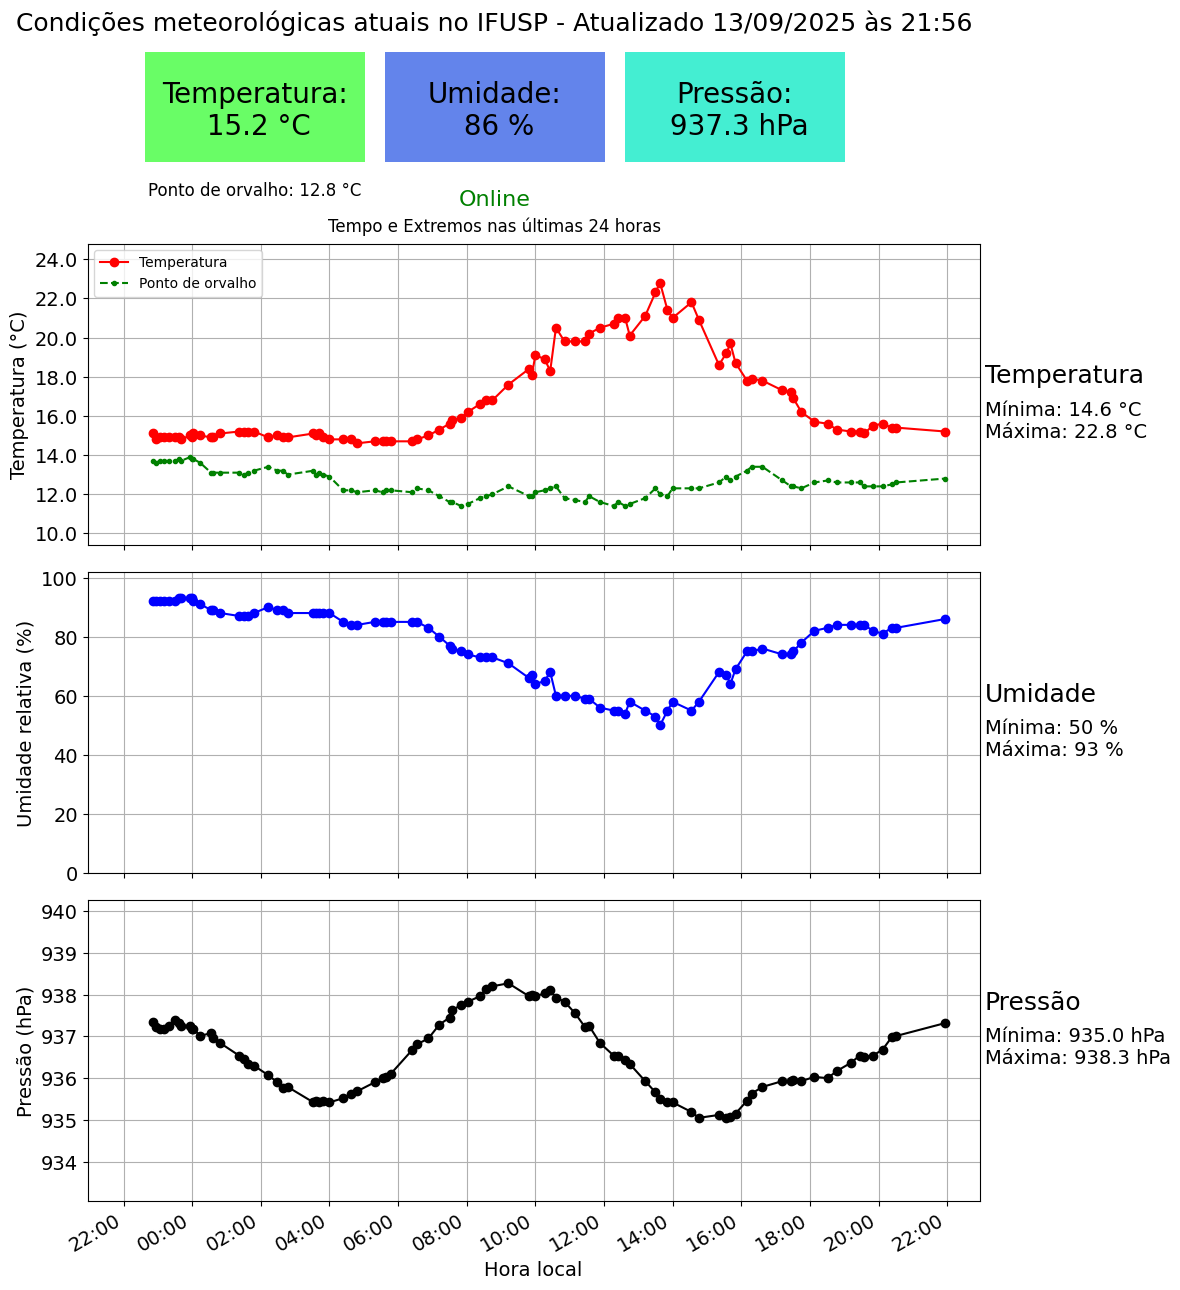 Condições meteorológicas atuais no IFUSP - Atualizado 13/09/2025 às 21:56
Temperatura:
15.2 °C
Umidade:
86 %
Pressão:
937.3 hPa
Ponto de orvalho: 12.8 °C
Online
Tempo e Extremos nas últimas 24 horas
Temperatura (°C)
24.0
22.0
20.0
18.0
16.0
14.0
12.0
10.0
Temperatura
Ponto de orvalho
Temperatura
Mínima: 14.6 °C
Máxima: 22.8 °C
Umidade relativa (%)
100
80
60
40
20
0
Umidade
Mínima: 50 %
Máxima: 93 %
Pressão (hPa)
940
939
938
937
936
935
934
Pressão
Mínima: 935.0 hPa
Máxima: 938.3 hPa
22:00
00:00
02:00
04:00
06:00
08:00
10:00
12:00
14:00
16:00
18:00
20:00
22:00
Hora local